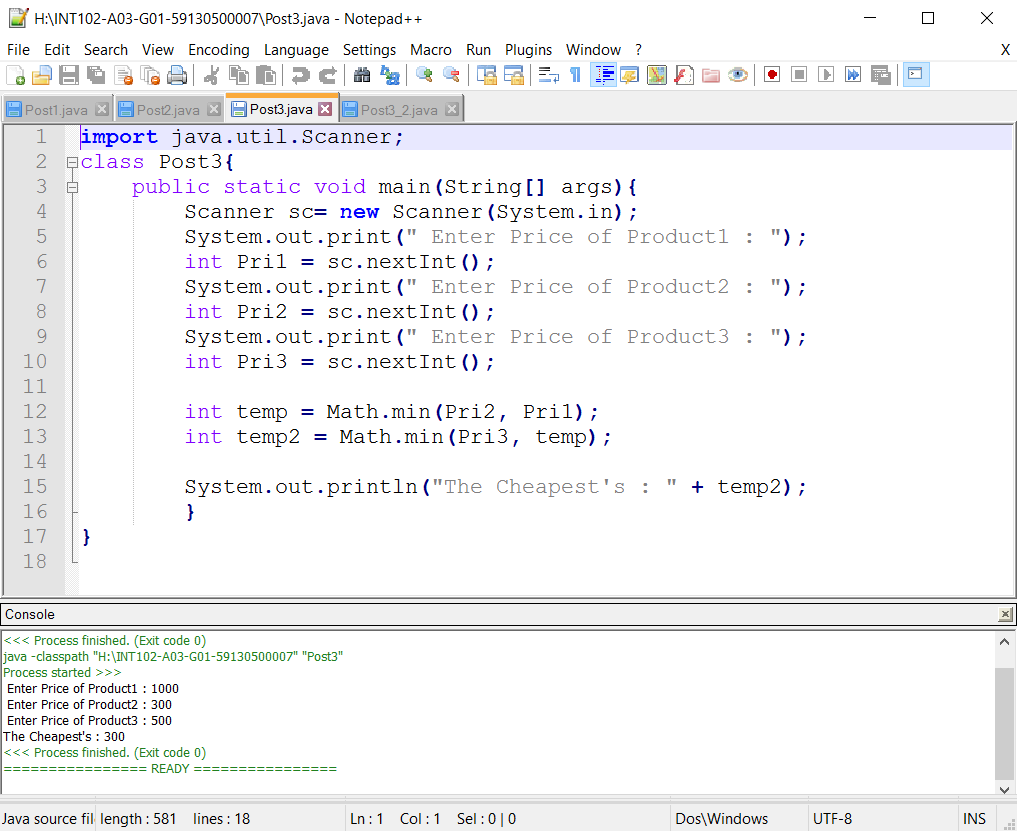 H:\INT102-A03-G01-59130500007\Post3.java - Notepad++
File Edit Search View Encoding Language Settings Macro Run Plugins Window ? X
Post1.java Post2.java Post3.java Post3_2.java
1 import java.util.Scanner;
2 class Post3{
3 public static void main(String[] args){
4 Scanner sc= new Scanner(System.in);
5 System.out.print(" Enter Price of Product1 : ");
6 int Pri1 = sc.nextInt();
7 System.out.print(" Enter Price of Product2 : ");
8 int Pri2 = sc.nextInt();
9 System.out.print(" Enter Price of Product3 : ");
10 int Pri3 = sc.nextInt();
11
12 int temp = Math.min(Pri2, Pri1);
13 int temp2 = Math.min(Pri3, temp);
14
15 System.out.println("The Cheapest's : " + temp2);
16 }
17 }
18
Console
<<< Process finished. (Exit code 0)
java -classpath "H:\INT102-A03-G01-59130500007" "Post3"
Process started >>>
Enter Price of Product1 : 1000
Enter Price of Product2 : 300
Enter Price of Product3 : 500
The Cheapest's : 300
<<< Process finished. (Exit code 0)
================ READY ================
Java source fil length : 581 lines : 18 Ln : 1 Col : 1 Sel : 0 | 0 Dos\Windows UTF-8 INS